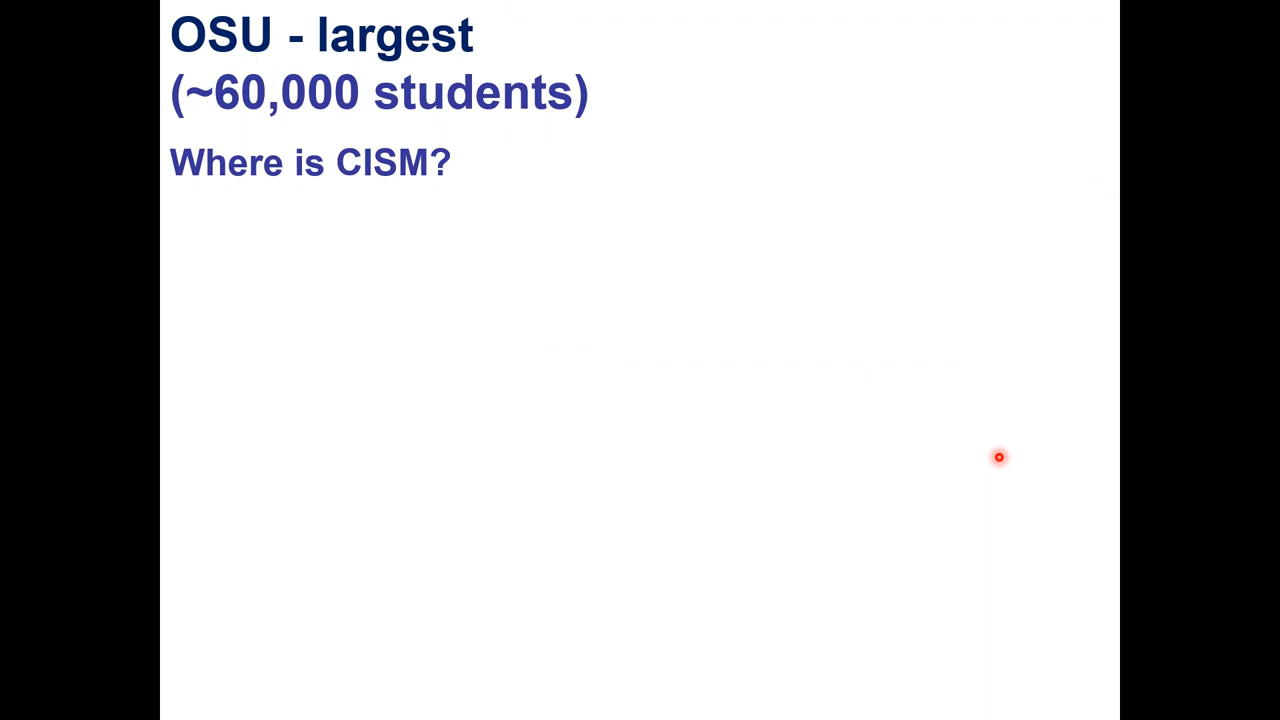 OSU - largest
(~60,000 students)
Where is CISM?